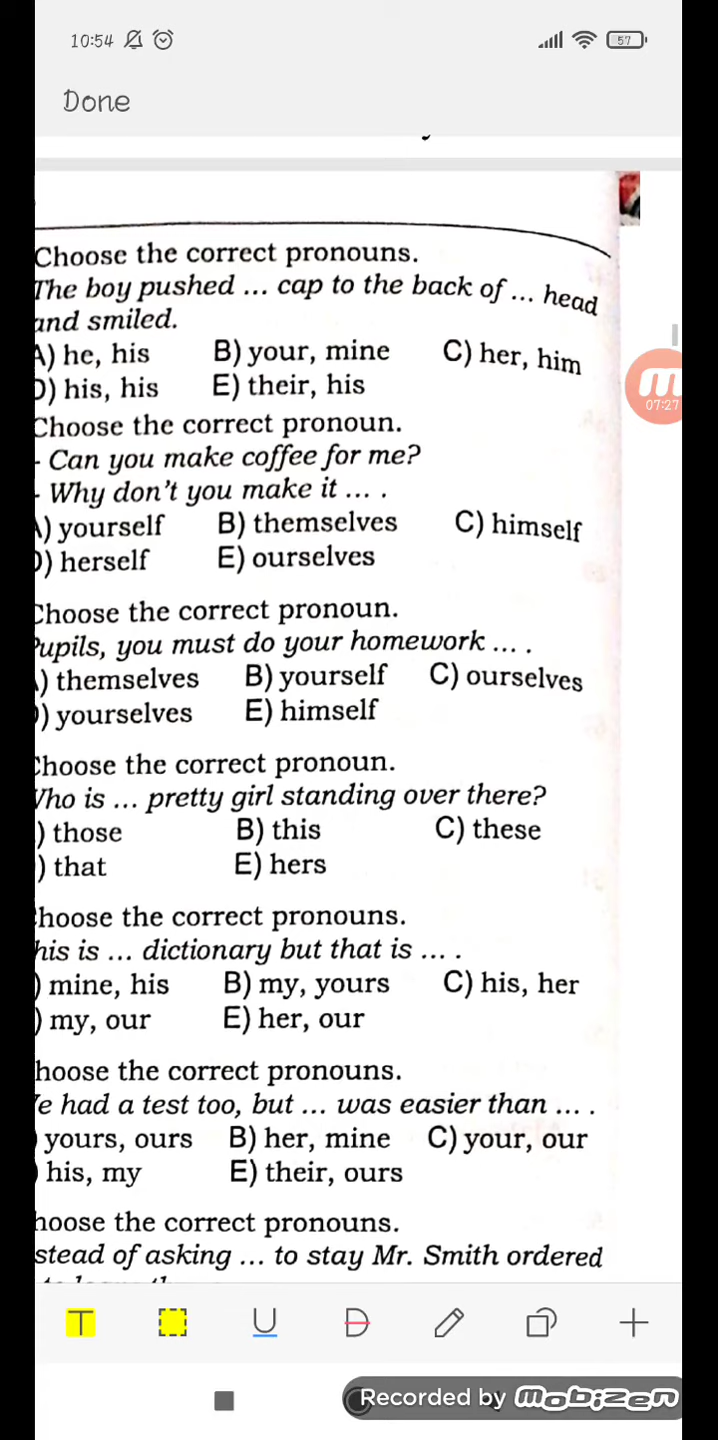 10:54
57
Done
Choose the correct pronouns.
The boy pushed ... cap to the back of ... head
and smiled.
A) he, his B) your, mine C) her, him
D) his, his E) their, his
Choose the correct pronoun.
- Can you make coffee for me?
- Why don't you make it ... .
A) yourself B) themselves C) himself
D) herself E) ourselves
Choose the correct pronoun.
Pupils, you must do your homework ... .
) themselves B) yourself C) ourselves
) yourselves E) himself
Choose the correct pronoun.
Who is ... pretty girl standing over there?
) those B) this C) these
) that E) hers
hoose the correct pronouns.
his is ... dictionary but that is ... .
) mine, his B) my, yours C) his, her
) my, our E) her, our
hoose the correct pronouns.
e had a test too, but ... was easier than ... .
yours, ours B) her, mine C) your, our
) his, my E) their, ours
hoose the correct pronouns.
stead of asking ... to stay Mr. Smith ordered
07:27
T U D
Recorded by mobizen